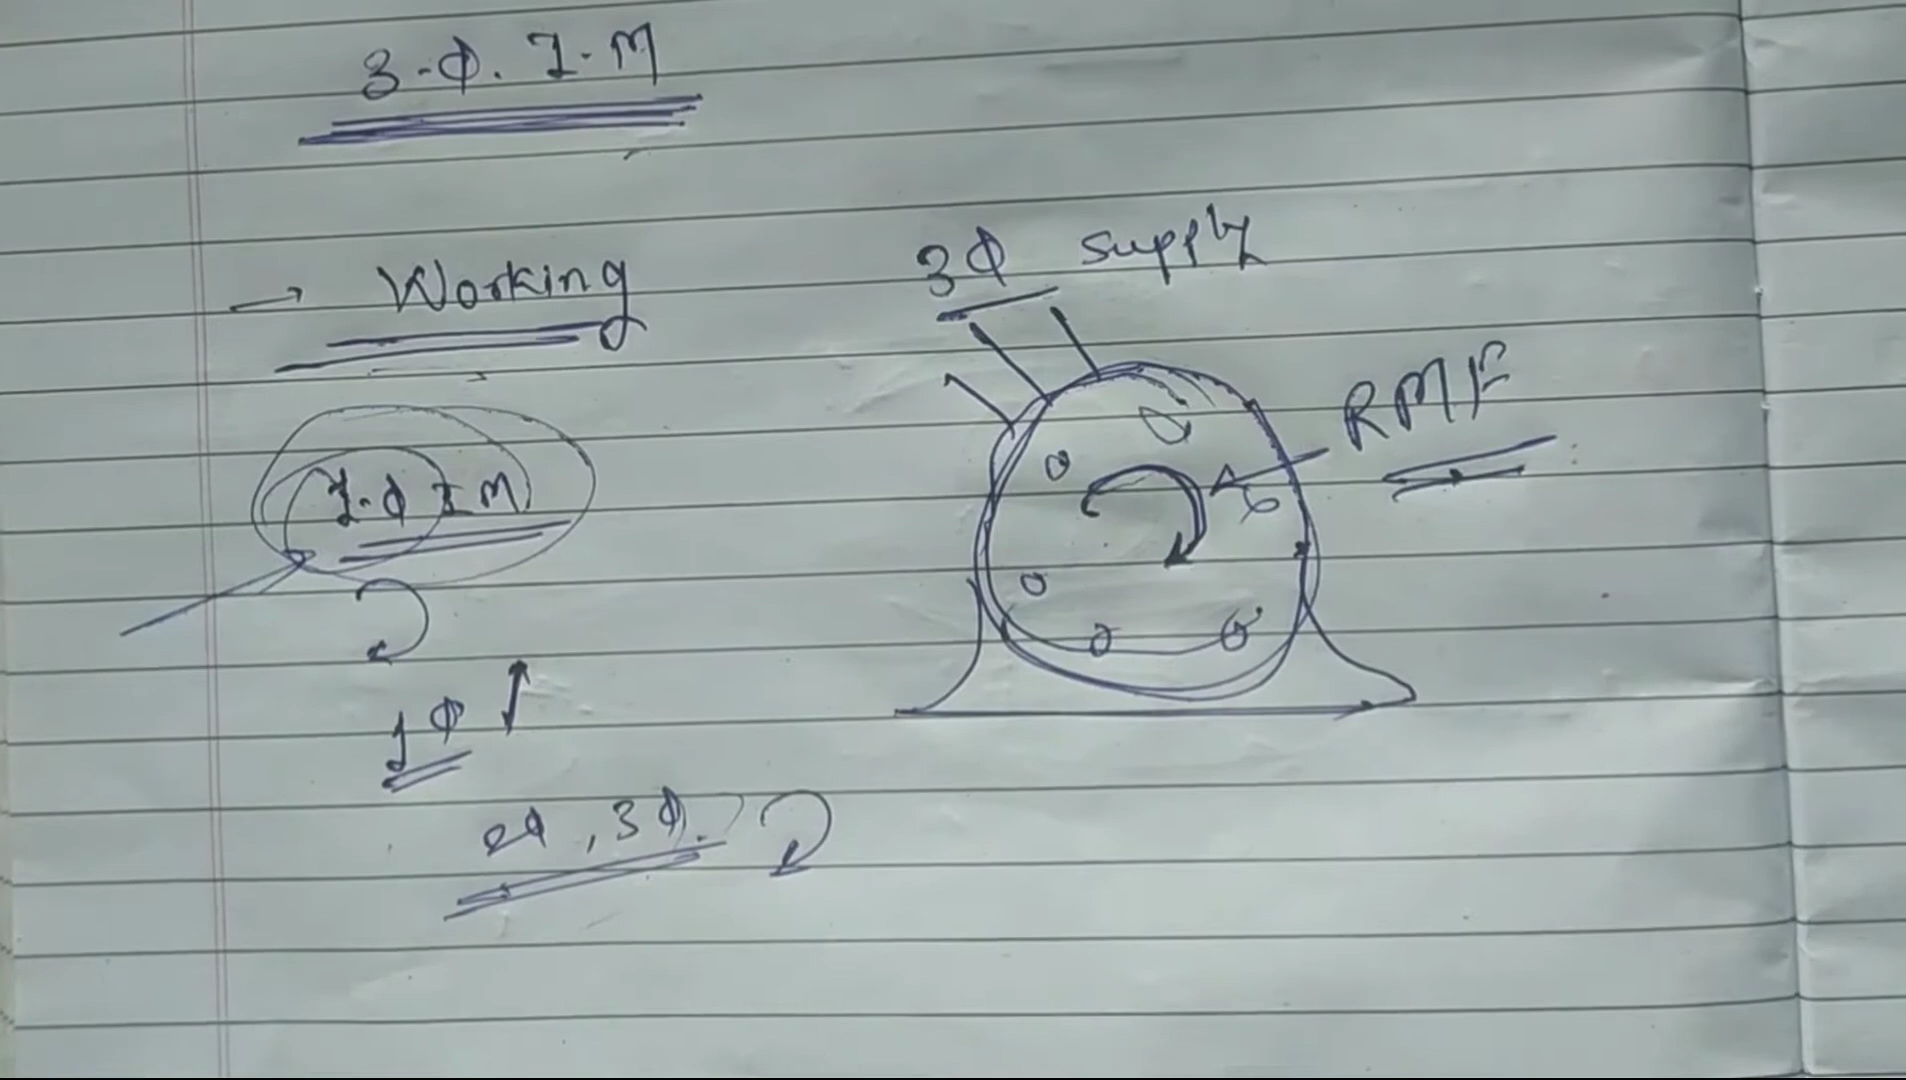 3-Φ. I-M
→ Working
3Φ supply
RMF
1-Φ I M
1Φ
2Φ, 3Φ.